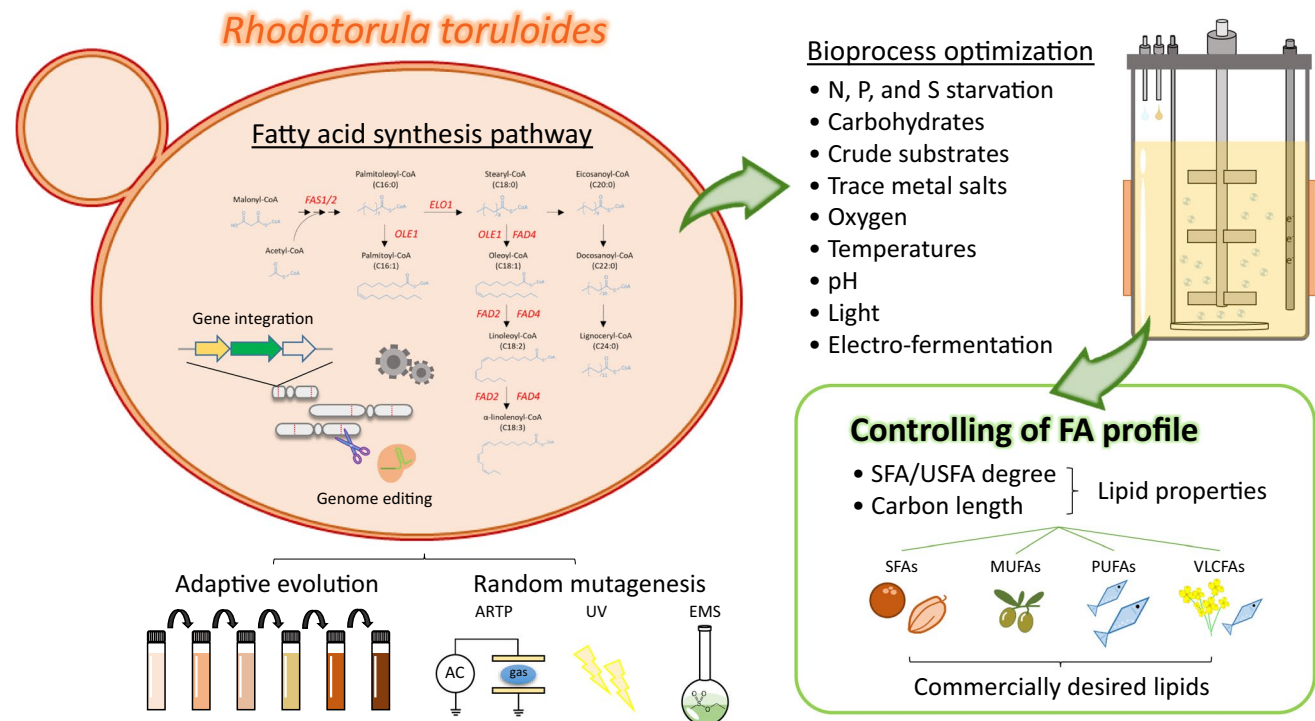 Rhodotorula toruloides
Fatty acid synthesis pathway
Malonyl-CoA
FAS1/2
Acetyl-CoA
Palmitoleoyl-CoA
(C16:0)
ELO1
Stearyl-CoA
(C18:0)
Eicosanoyl-CoA
(C20:0)
OLE1
OLE1
FAD4
Palmitoyl-CoA
(C16:1)
Oleoyl-CoA
(C18:1)
Docosanoyl-CoA
(C22:0)
FAD2
FAD4
Linoleoyl-CoA
(C18:2)
Lignoceryl-CoA
(C24:0)
FAD2
FAD4
α-linolenoyl-CoA
(C18:3)
Gene integration
Genome editing
Adaptive evolution
Random mutagenesis
ARTP
UV
EMS
AC
gas
Bioprocess optimization
• N, P, and S starvation
• Carbohydrates
• Crude substrates
• Trace metal salts
• Oxygen
• Temperatures
• pH
• Light
• Electro-fermentation
Controlling of FA profile
• SFA/USFA degree
• Carbon length
Lipid properties
SFAs
MUFAs
PUFAs
VLCFAs
Commercially desired lipids